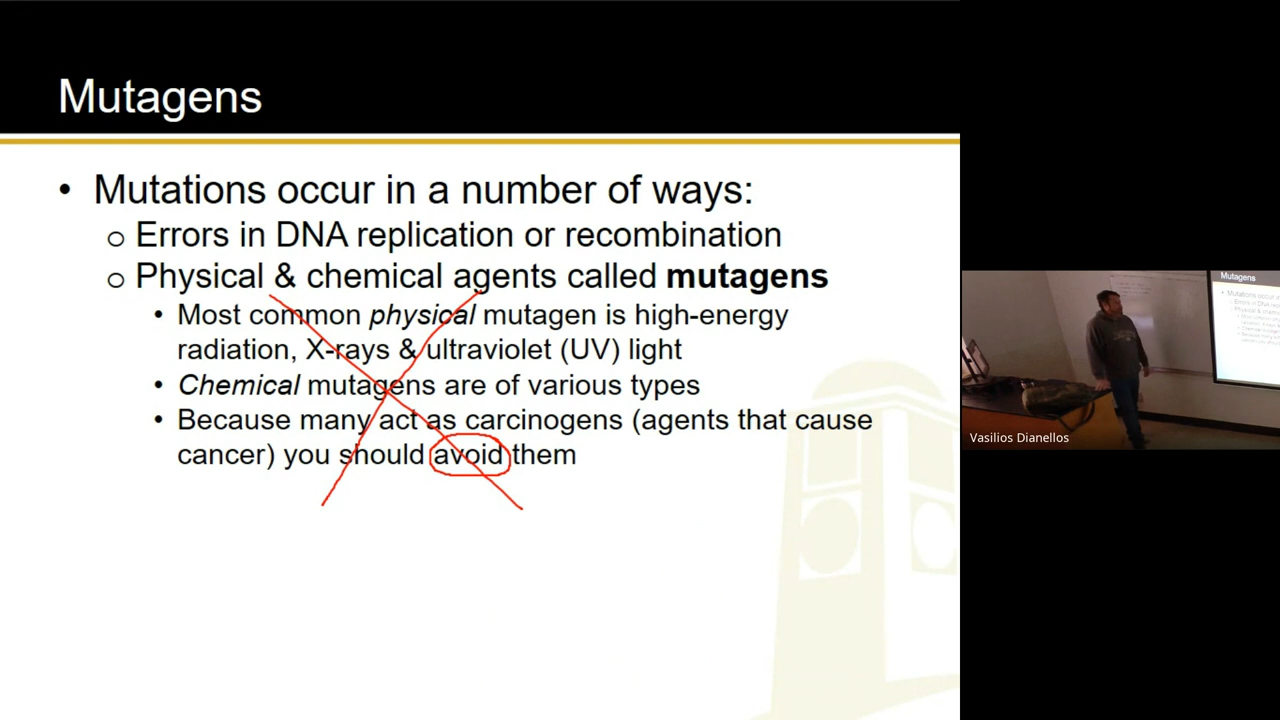 Mutagens
• Mutations occur in a number of ways:
o Errors in DNA replication or recombination
o Physical & chemical agents called mutagens
• Most common physical mutagen is high-energy
radiation, X-rays & ultraviolet (UV) light
• Chemical mutagens are of various types
• Because many act as carcinogens (agents that cause
cancer) you should avoid them
Mutagens
Vasilios Dianellos